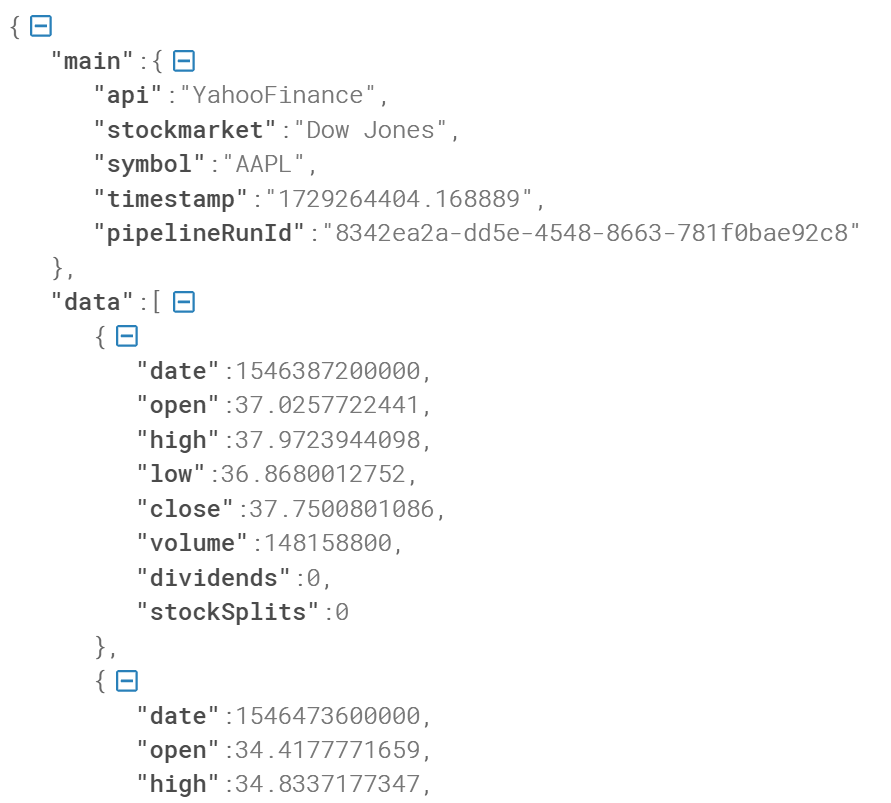 {
"main":{
"api":"YahooFinance",
"stockmarket":"Dow Jones",
"symbol":"AAPL",
"timestamp":"1729264404.168889",
"pipelineRunId":"8342ea2a-dd5e-4548-8663-781f0bae92c8"
},
"data":[
{
"date":1546387200000,
"open":37.0257722441,
"high":37.9723944098,
"low":36.8680012752,
"close":37.7500801086,
"volume":148158800,
"dividends":0,
"stockSplits":0
},
{
"date":1546473600000,
"open":34.4177771659,
"high":34.8337177347,